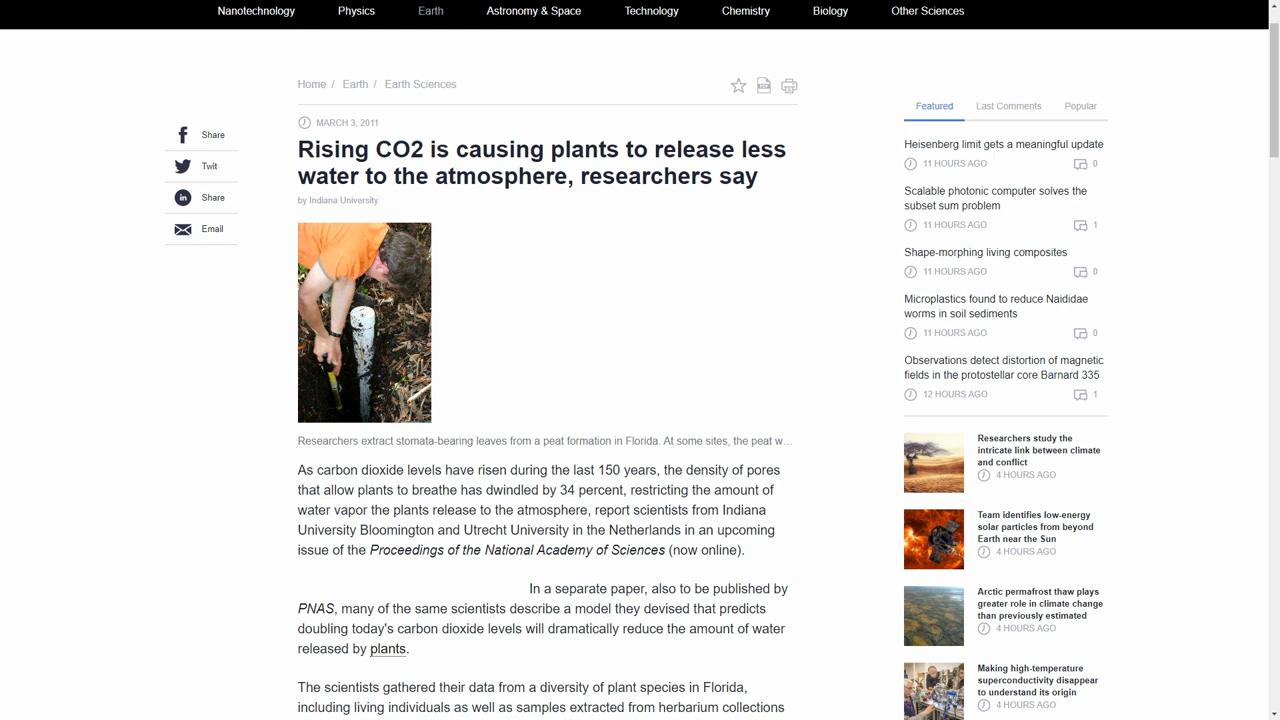 Nanotechnology Physics Earth Astronomy & Space Technology Chemistry Biology Other Sciences
Home / Earth / Earth Sciences
MARCH 3, 2011
Rising CO2 is causing plants to release less
water to the atmosphere, researchers say
by Indiana University
Share
Twit
Share
Email
Researchers extract stomata-bearing leaves from a peat formation in Florida. At some sites, the peat w…
As carbon dioxide levels have risen during the last 150 years, the density of pores
that allow plants to breathe has dwindled by 34 percent, restricting the amount of
water vapor the plants release to the atmosphere, report scientists from Indiana
University Bloomington and Utrecht University in the Netherlands in an upcoming
issue of the Proceedings of the National Academy of Sciences (now online).
In a separate paper, also to be published by
PNAS, many of the same scientists describe a model they devised that predicts
doubling today's carbon dioxide levels will dramatically reduce the amount of water
released by plants.
The scientists gathered their data from a diversity of plant species in Florida,
including living individuals as well as samples extracted from herbarium collections
Featured Last Comments Popular
Heisenberg limit gets a meaningful update
11 HOURS AGO 0
Scalable photonic computer solves the
subset sum problem
11 HOURS AGO 1
Shape-morphing living composites
11 HOURS AGO 0
Microplastics found to reduce Naididae
worms in soil sediments
11 HOURS AGO 0
Observations detect distortion of magnetic
fields in the protostellar core Barnard 335
12 HOURS AGO 1
Researchers study the
intricate link between climate
and conflict
4 HOURS AGO
Team identifies low-energy
solar particles from beyond
Earth near the Sun
4 HOURS AGO
Arctic permafrost thaw plays
greater role in climate change
than previously estimated
4 HOURS AGO
Making high-temperature
superconductivity disappear
to understand its origin
4 HOURS AGO